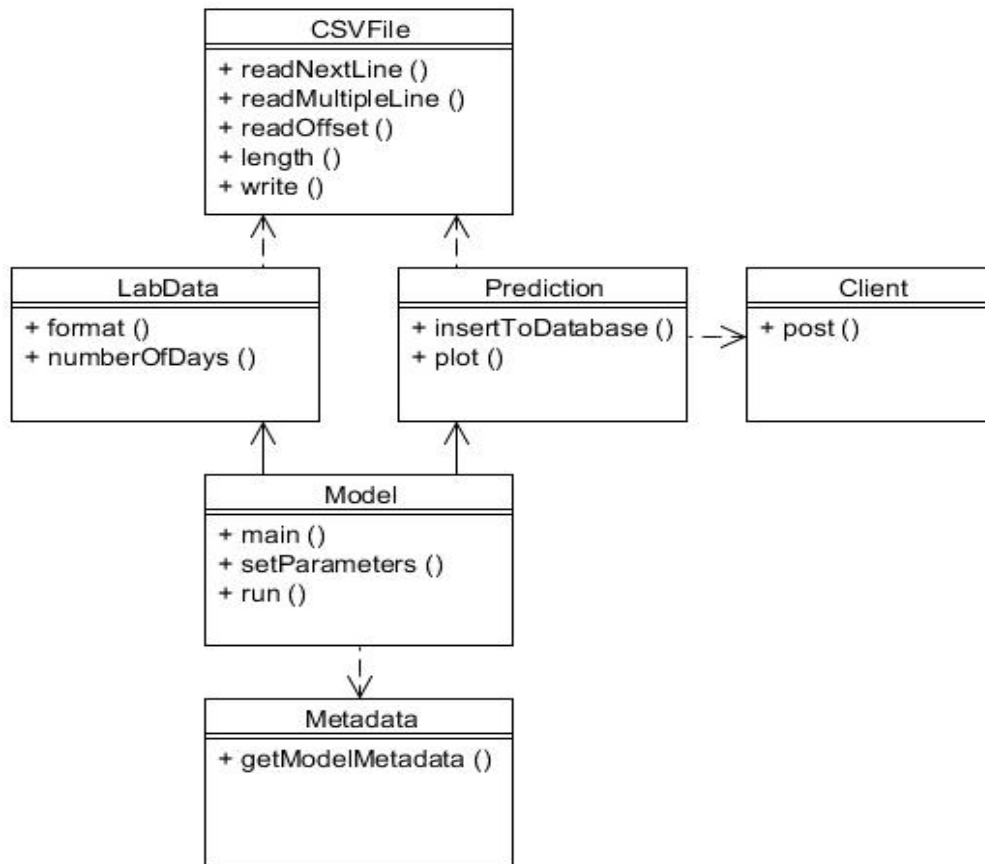 CSVFile
+ readNextLine ()
+ readMultipleLine ()
+ readOffset ()
+ length ()
+ write ()
LabData
+ format ()
+ numberOfDays ()
Prediction
+ insertToDatabase ()
+ plot ()
Client
+ post ()
Model
+ main ()
+ setParameters ()
+ run ()
Metadata
+ getModelMetadata ()